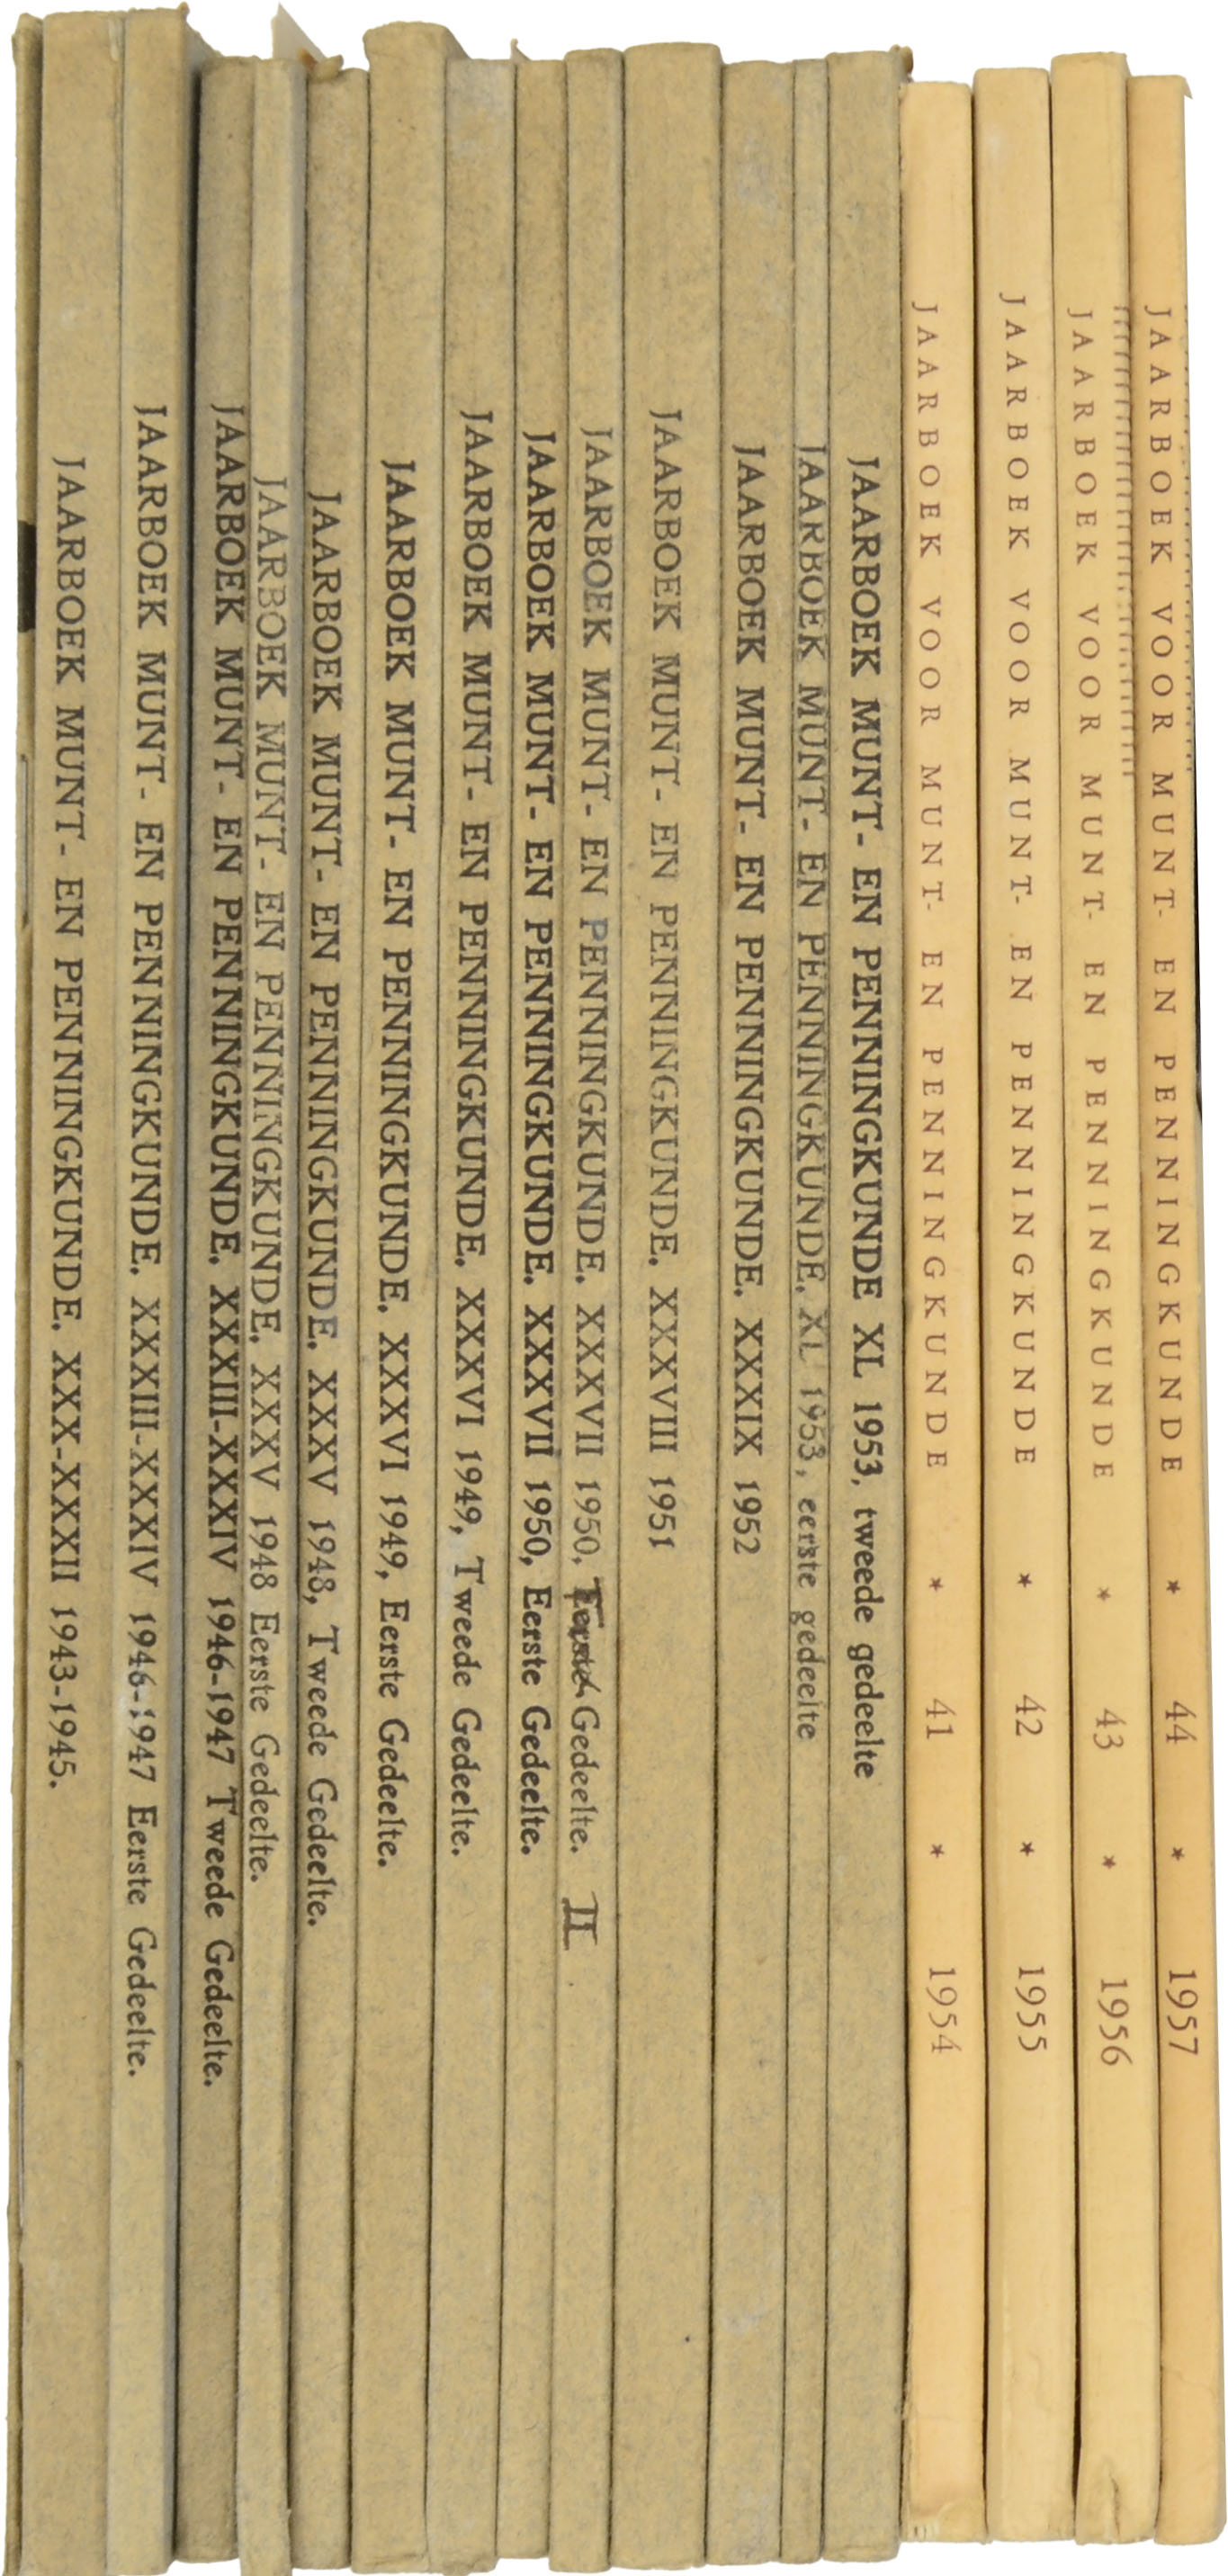 JAARBOEK MUNT- EN PENNINGKUNDE. XXX-XXXII 1943-1945.
JAARBOEK MUNT- EN PENNINGKUNDE. XXXIII-XXXIV 1946-1947 Eerste Gedeelte.
JAARBOEK MUNT- EN PENNINGKUNDE. XXXIII-XXXIV 1946-1947 Tweede Gedeelte.
JAARBOEK MUNT- EN PENNINGKUNDE. XXXV 1948 Eerste Gedeelte.
JAARBOEK MUNT- EN PENNINGKUNDE. XXXV 1948, Tweede Gedeelte.
JAARBOEK MUNT- EN PENNINGKUNDE. XXXVI 1949, Eerste Gedeelte.
JAARBOEK MUNT- EN PENNINGKUNDE. XXXVI 1949, Tweede Gedeelte.
JAARBOEK MUNT- EN PENNINGKUNDE. XXXVII 1950, Eerste Gedeelte.
JAARBOEK MUNT- EN PENNINGKUNDE. XXXVII 1950, Eerste Gedeelte. II
JAARBOEK MUNT- EN PENNINGKUNDE. XXXVIII 1951
JAARBOEK MUNT- EN PENNINGKUNDE. XXXIX 1952
JAARBOEK MUNT- EN PENNINGKUNDE. XL 1953, eerste gedeelte
JAARBOEK MUNT- EN PENNINGKUNDE XL 1953, tweede gedeelte
JAARBOEK VOOR MUNT- EN PENNINGKUNDE * 41 * 1954
JAARBOEK VOOR MUNT- EN PENNINGKUNDE * 42 * 1955
JAARBOEK VOOR MUNT- EN PENNINGKUNDE * 43 * 1956
JAARBOEK VOOR MUNT- EN PENNINGKUNDE * 44 * 1957